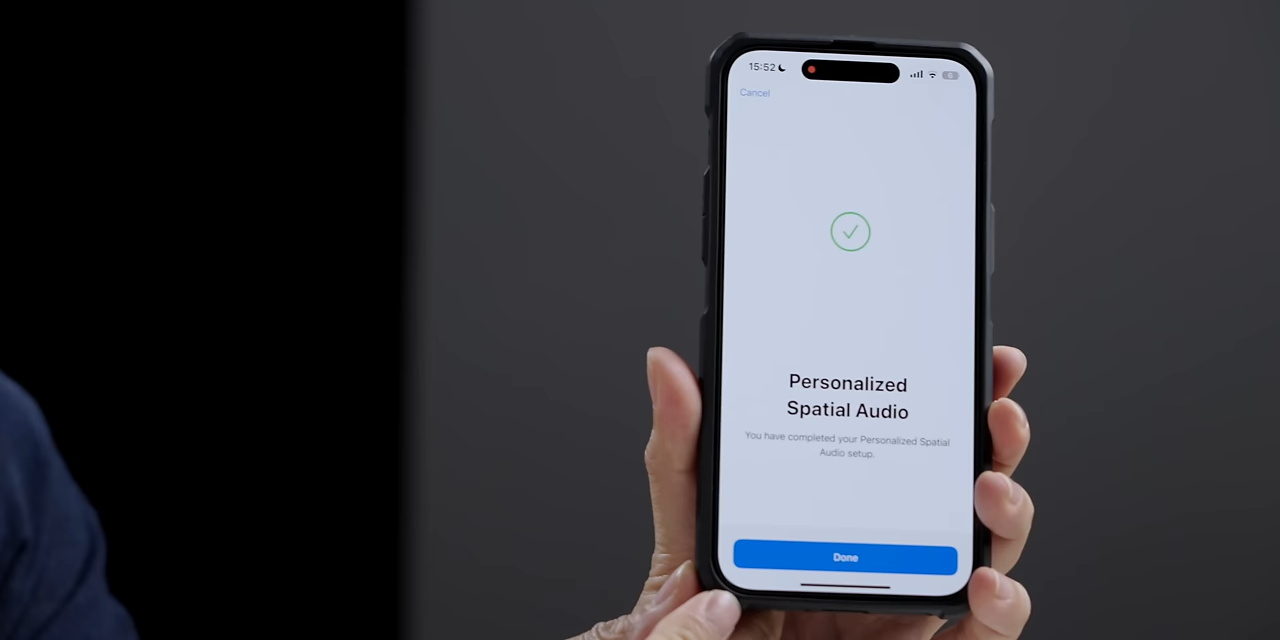 15:52
Cancel
Personalized
Spatial Audio
You have completed your Personalized Spatial
Audio setup.
Done